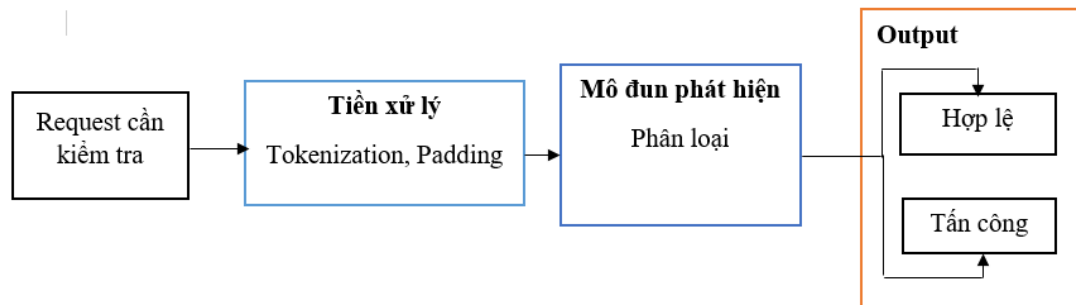 Request cần
kiểm tra
Tiền xử lý
Tokenization, Padding
Mô đun phát hiện
Phân loại
Output
Hợp lệ
Tấn công